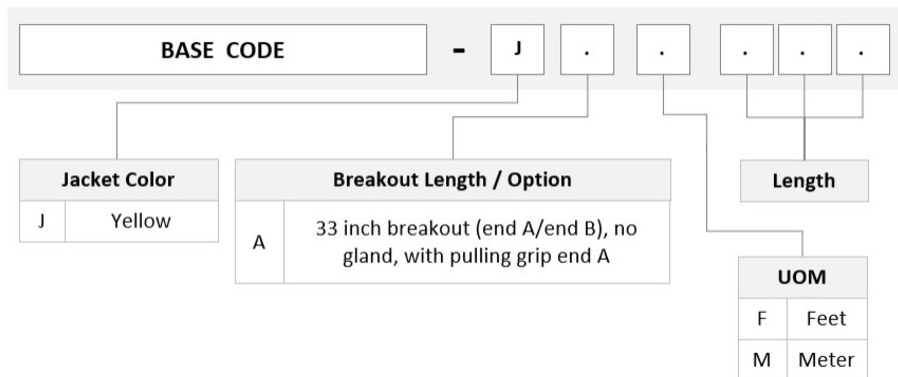 BASE CODE - J . . . . .
Jacket Color
J Yellow
Breakout Length / Option
A 33 inch breakout (end A/end B), no
gland, with pulling grip end A
Length
UOM
F Feet
M Meter